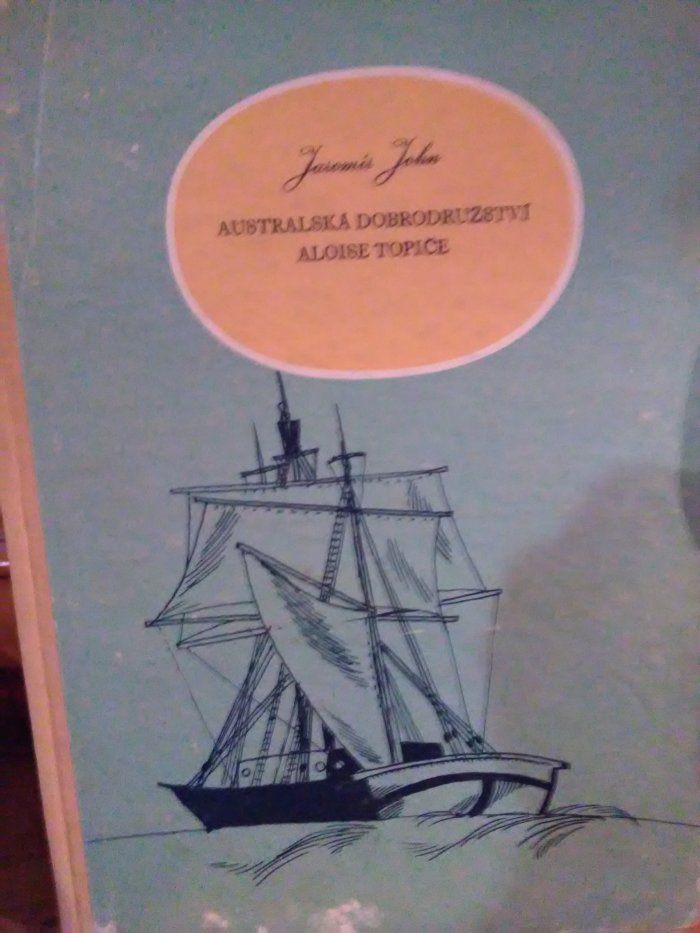 Jaromír John
AUSTRALSKÁ DOBRODRUŽSTVÍ
ALOISE TOPIČE